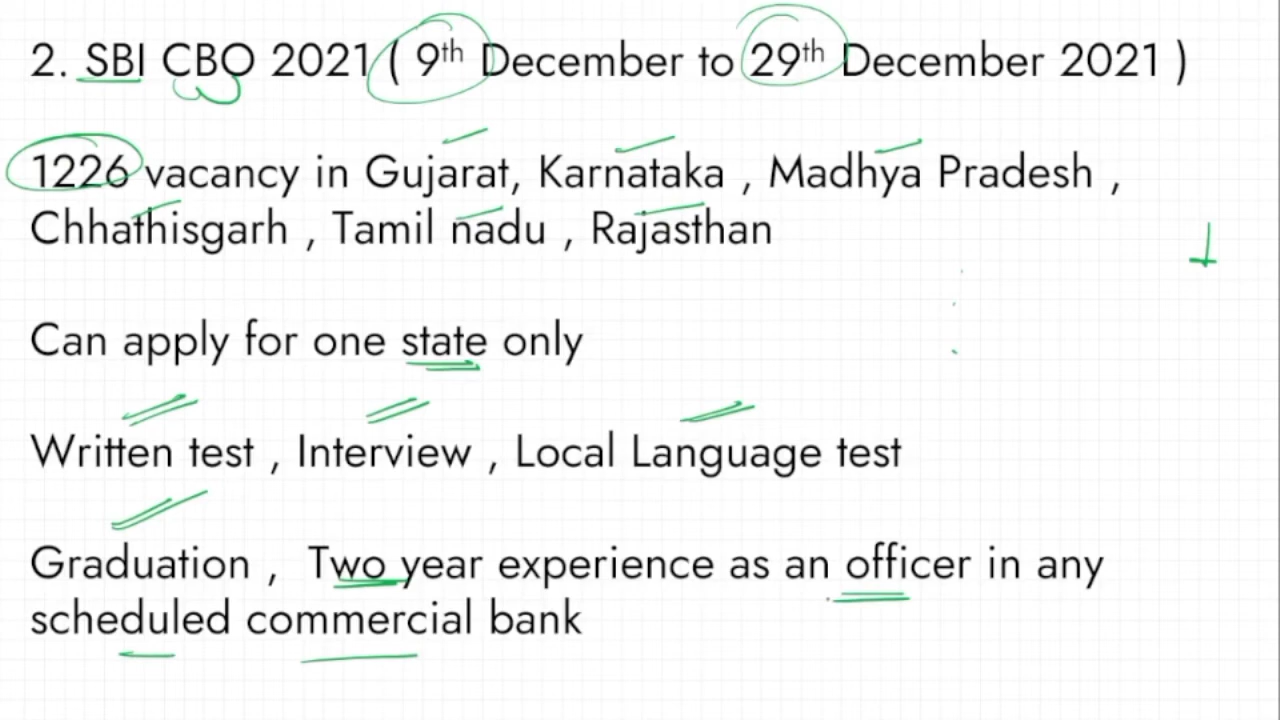 2. SBI CBO 2021 ( 9th December to 29th December 2021 )
1226 vacancy in Gujarat, Karnataka , Madhya Pradesh ,
Chhathisgarh , Tamil nadu , Rajasthan
Can apply for one state only
Written test , Interview , Local Language test
Graduation , Two year experience as an officer in any
scheduled commercial bank